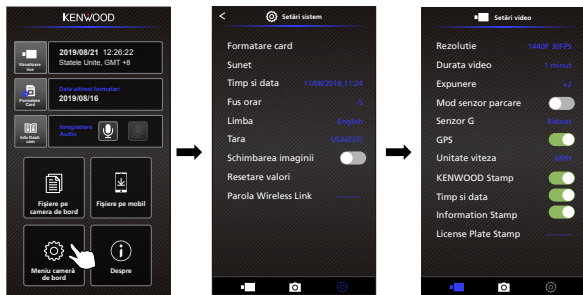 KENWOOD
Vizualizare
live
2019/08/21 12:26:22
Statele Unite, GMT +8
Formatare
Card
Data ultimei formatari
2019/08/16
Info Dash
cam
Inregistrare
Audio
Fișiere pe
camera de bord
Fișiere pe mobil
Meniu cameră
de bord
Despre
< Setări sistem
Formatare card
Sunet
Timp si data 11/08/2018,11:24
Fus orar -5
Limba English
Tara USA(EST)
Schimbarea imaginii
Resetare valori
Parola Wireless Link --------
Setări video
Rezolutie 1440P 30FPS
Durata video 1 minut
Expunere +2
Mod senzor parcare
Senzor G Ridicat
GPS
Unitate viteza MPH
KENWOOD Stamp
Timp si data
Information Stamp
License Plate Stamp --------